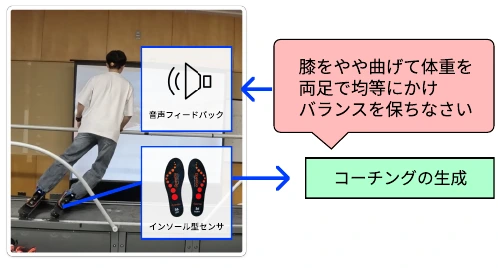 音声フィードバック
膝をやや曲げて体重を
両足で均等にかけ
バランスを保ちなさい
インソール型センサ
コーチングの生成